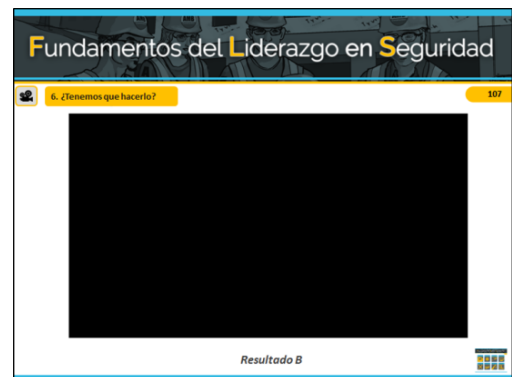 Fundamentos del Liderazgo en Seguridad
6. ¿Tenemos que hacerlo?
107
Resultado B